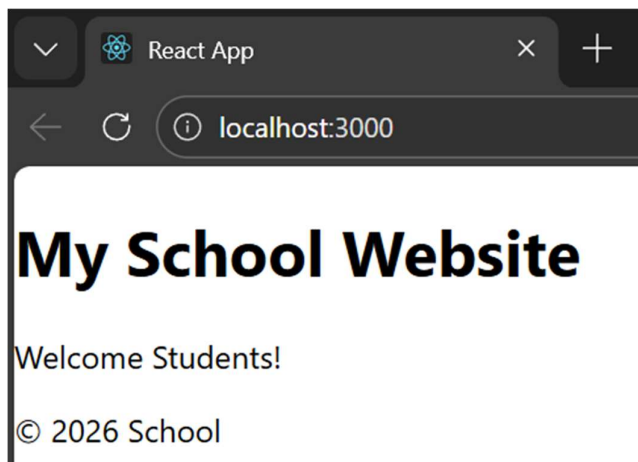 React App
localhost:3000
My School Website
Welcome Students!
© 2026 School